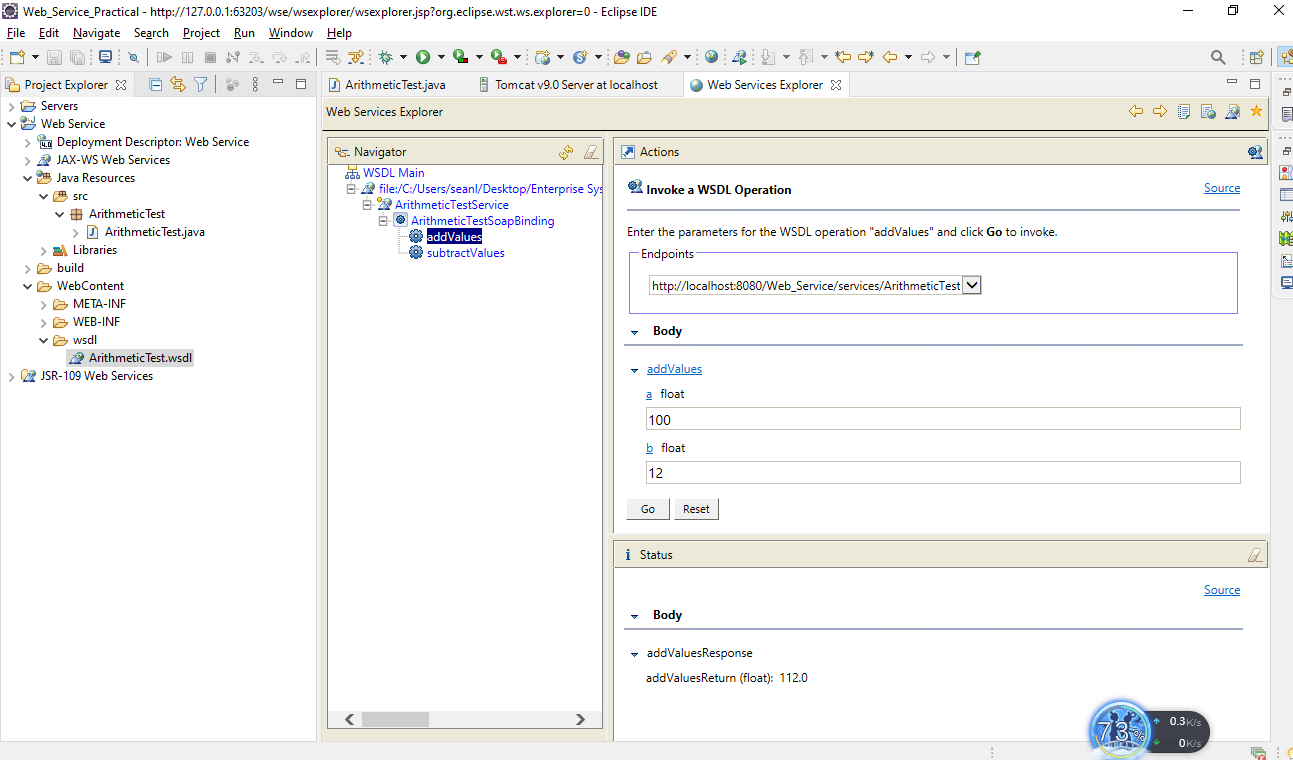 Web_Service_Practical - http://127.0.0.1:63203/wse/wsexplorer/wsexplorer.jsp?org.eclipse.wst.ws.explorer=0 - Eclipse IDE
File Edit Navigate Search Project Run Window Help
Project Explorer
Servers
Web Service
Deployment Descriptor: Web Service
JAX-WS Web Services
Java Resources
src
ArithmeticTest
ArithmeticTest.java
Libraries
build
WebContent
META-INF
WEB-INF
wsdl
ArithmeticTest.wsdl
JSR-109 Web Services
ArithmeticTest.java Tomcat v9.0 Server at localhost Web Services Explorer
Web Services Explorer
Navigator
WSDL Main
file:/C:/Users/seanl/Desktop/Enterprise Sys
ArithmeticTestService
ArithmeticTestSoapBinding
addValues
subtractValues
Actions
Invoke a WSDL Operation
Source
Enter the parameters for the WSDL operation "addValues" and click Go to invoke.
Endpoints
http://localhost:8080/Web_Service/services/ArithmeticTest
Body
addValues
a float
100
b float
12
Go Reset
i Status
Source
Body
addValuesResponse
addValuesReturn (float): 112.0
73%
0.3K/s
0K/s